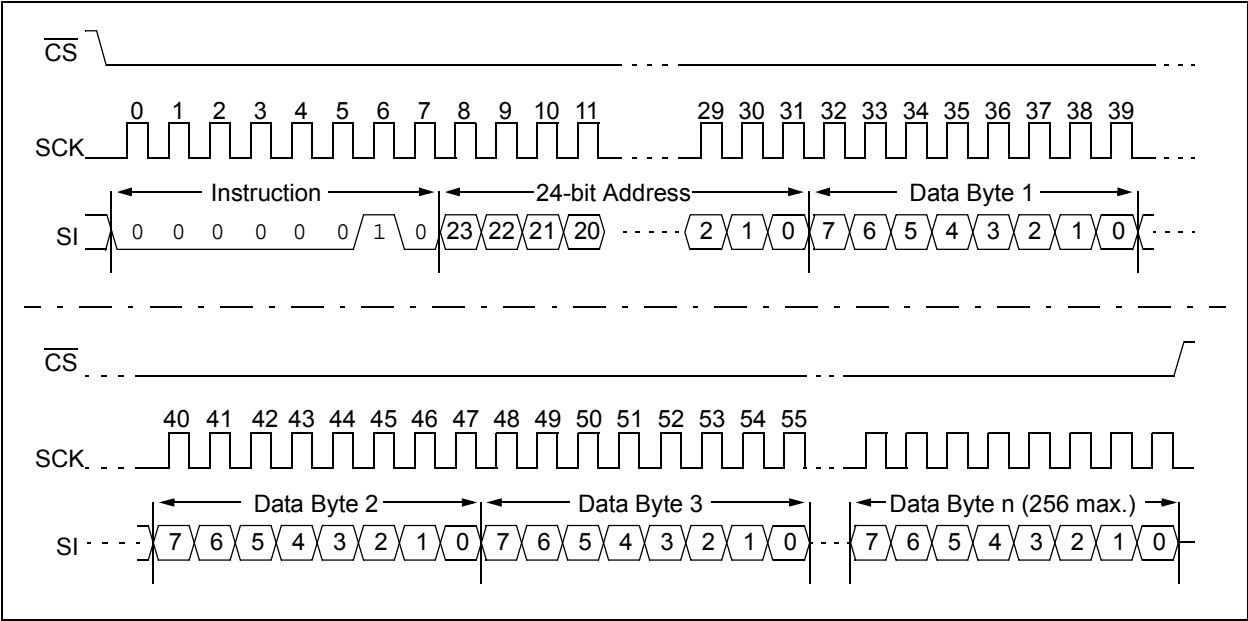 CS
0 1 2 3 4 5 6 7 8 9 10 11 29 30 31 32 33 34 35 36 37 38 39
SCK
Instruction 24-bit Address Data Byte 1
SI 0 0 0 0 0 0 1 0 23 22 21 20 2 1 0 7 6 5 4 3 2 1 0
CS
40 41 42 43 44 45 46 47 48 49 50 51 52 53 54 55
SCK
Data Byte 2 Data Byte 3 Data Byte n (256 max.)
SI 7 6 5 4 3 2 1 0 7 6 5 4 3 2 1 0 7 6 5 4 3 2 1 0